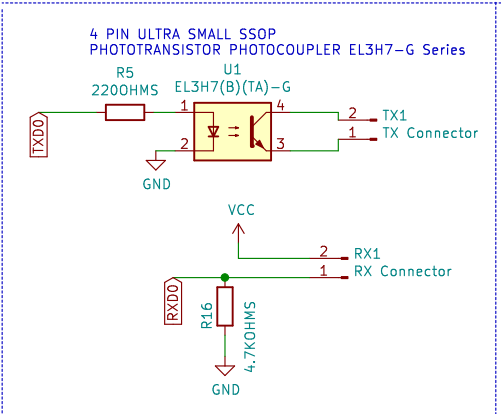 4 PIN ULTRA SMALL SSOP
PHOTOTRANSISTOR PHOTOCOUPLER EL3H7-G Series
R5
220OHMS
U1
EL3H7(B)(TA)-G
1
4
2
3
TXD0
GND
2
TX1
1
TX Connector
VCC
2
RX1
1
RX Connector
RXD0
R16
4.7KOHMS
GND